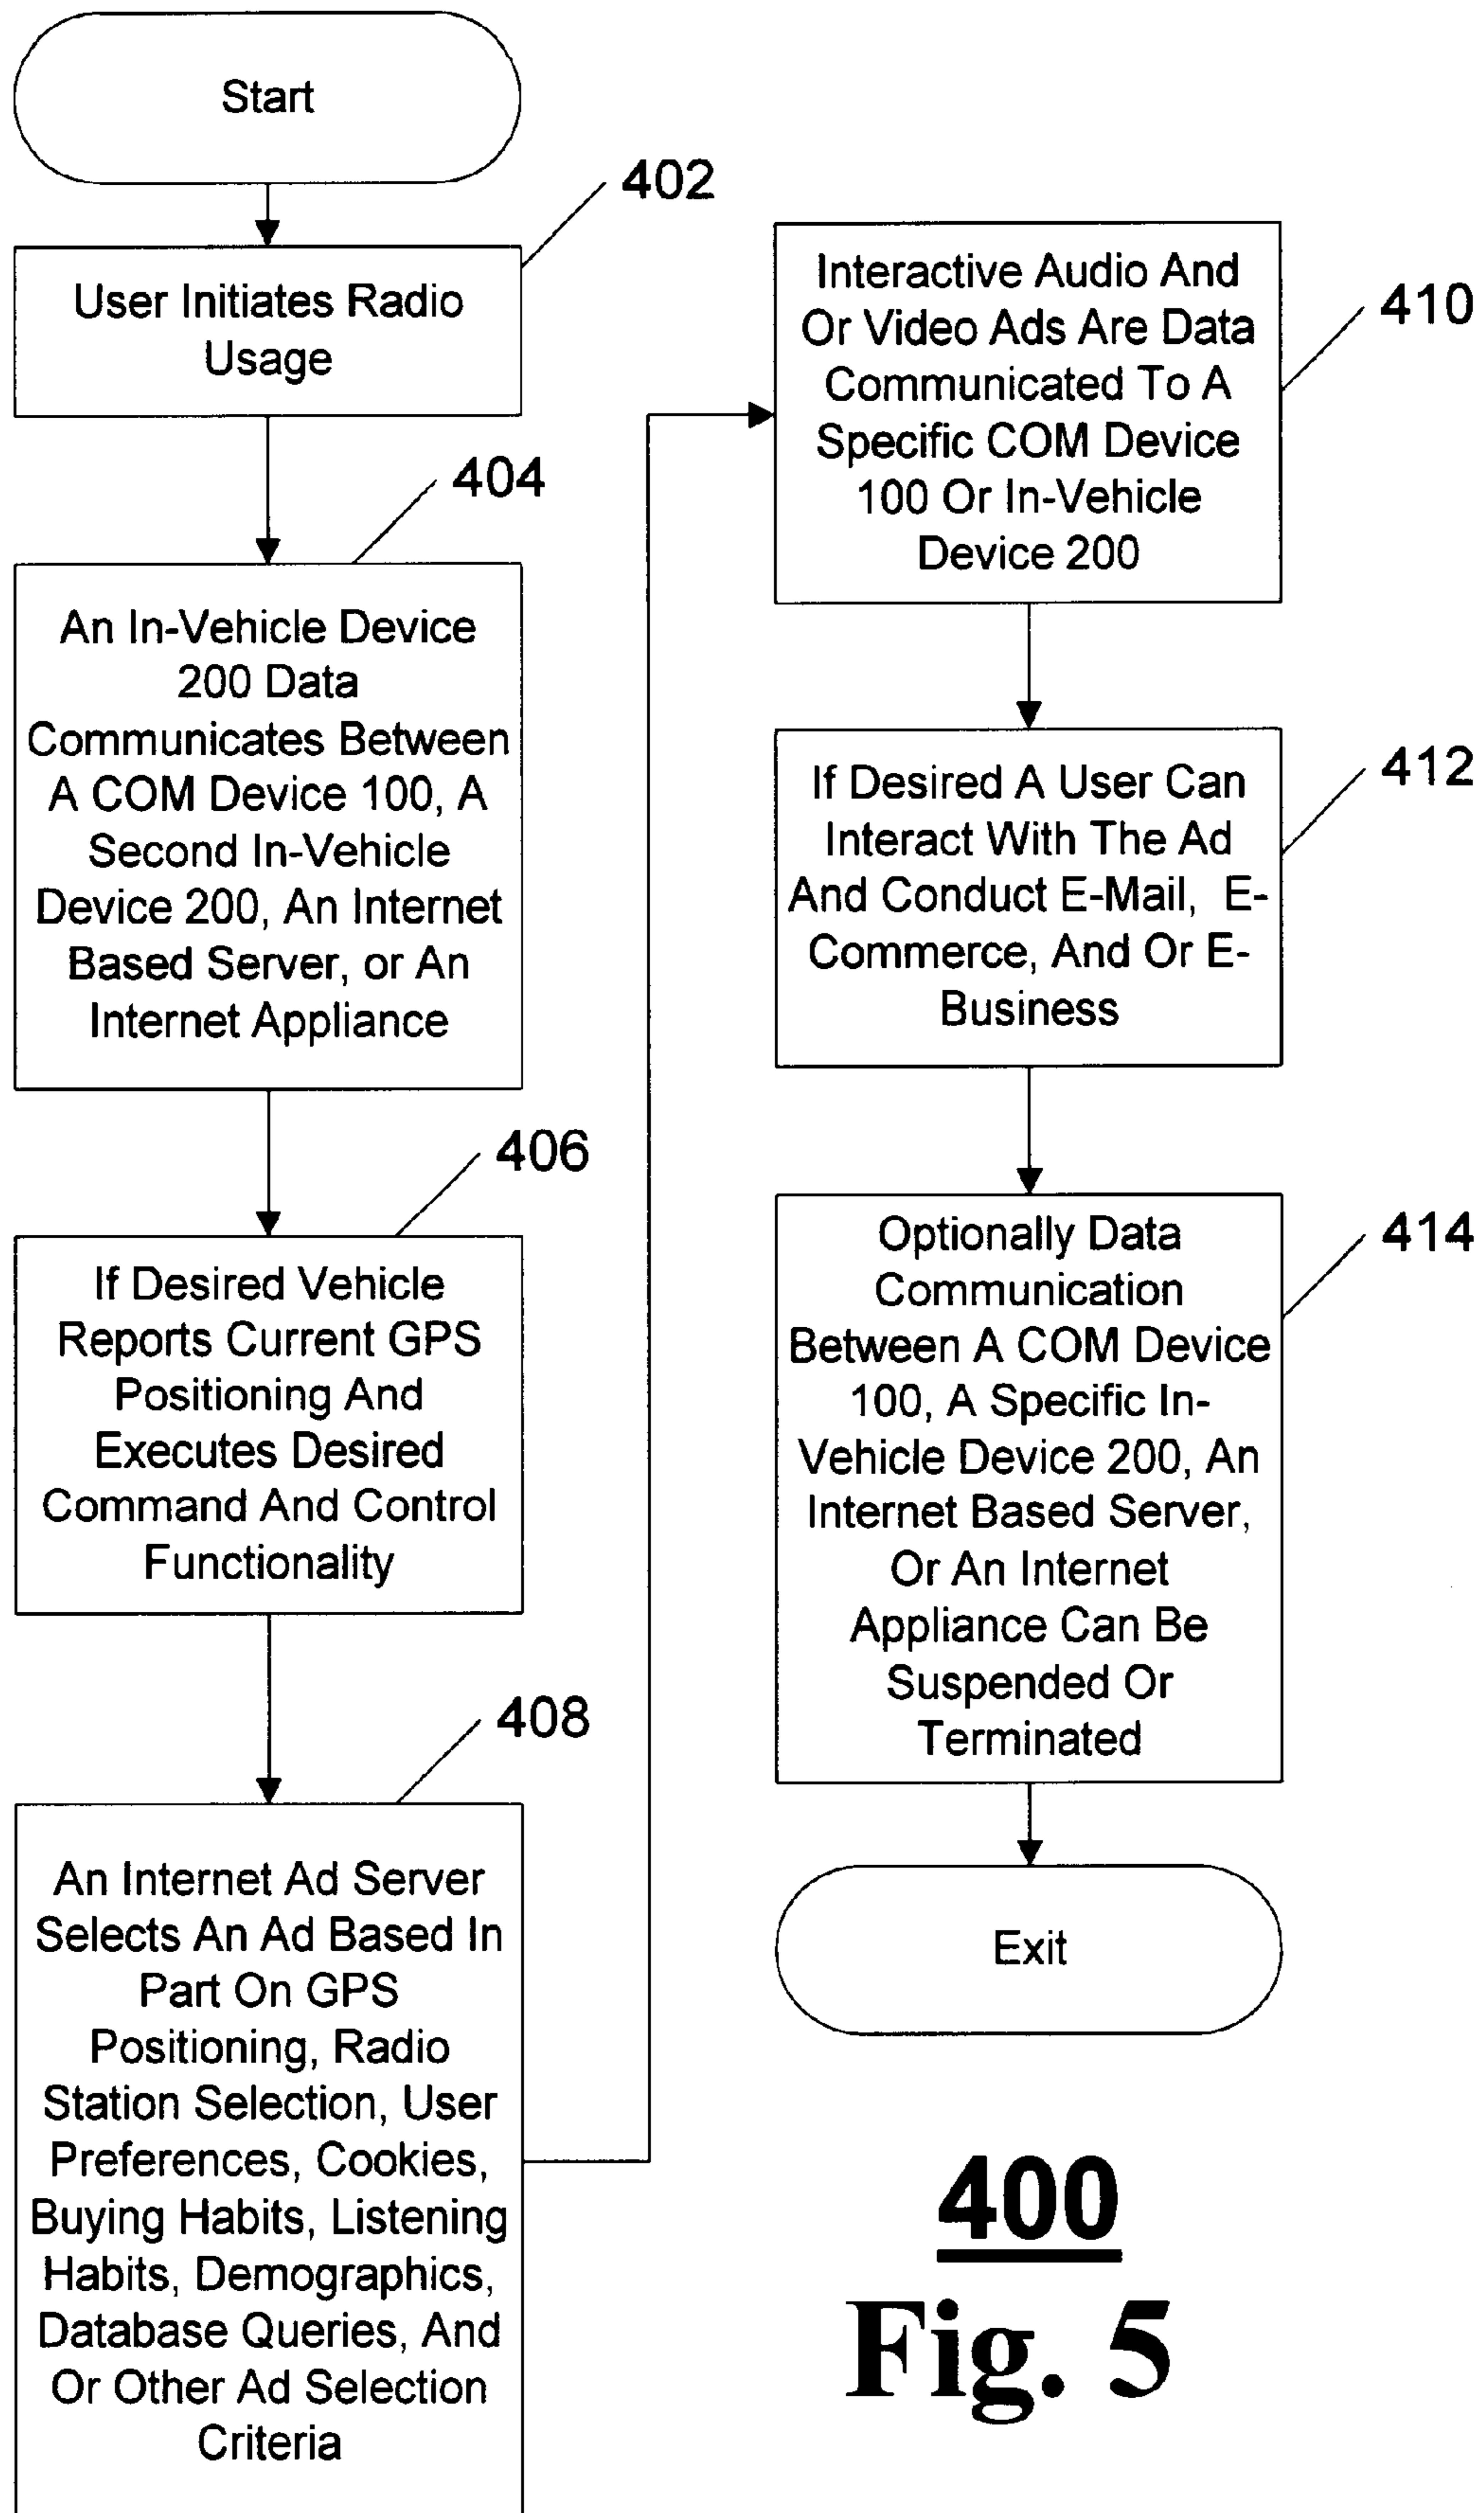 Start
402
User Initiates Radio
Usage
404
An In-Vehicle Device
200 Data
Communicates Between
A COM Device 100, A
Second In-Vehicle
Device 200, An Internet
Based Server, or An
Internet Appliance
406
If Desired Vehicle
Reports Current GPS
Positioning And
Executes Desired
Command And Control
Functionality
408
An Internet Ad Server
Selects An Ad Based In
Part On GPS
Positioning, Radio
Station Selection, User
Preferences, Cookies,
Buying Habits, Listening
Habits, Demographics,
Database Queries, And
Or Other Ad Selection
Criteria
Interactive Audio And
Or Video Ads Are Data
Communicated To A
Specific COM Device
100 Or In-Vehicle
Device 200
410
If Desired A User Can
Interact With The Ad
And Conduct E-Mail, E-
Commerce, And Or E-
Business
412
Optionally Data
Communication
Between A COM Device
100, A Specific In-
Vehicle Device 200, An
Internet Based Server,
Or An Internet
Appliance Can Be
Suspended Or
Terminated
414
Exit
400
Fig. 5